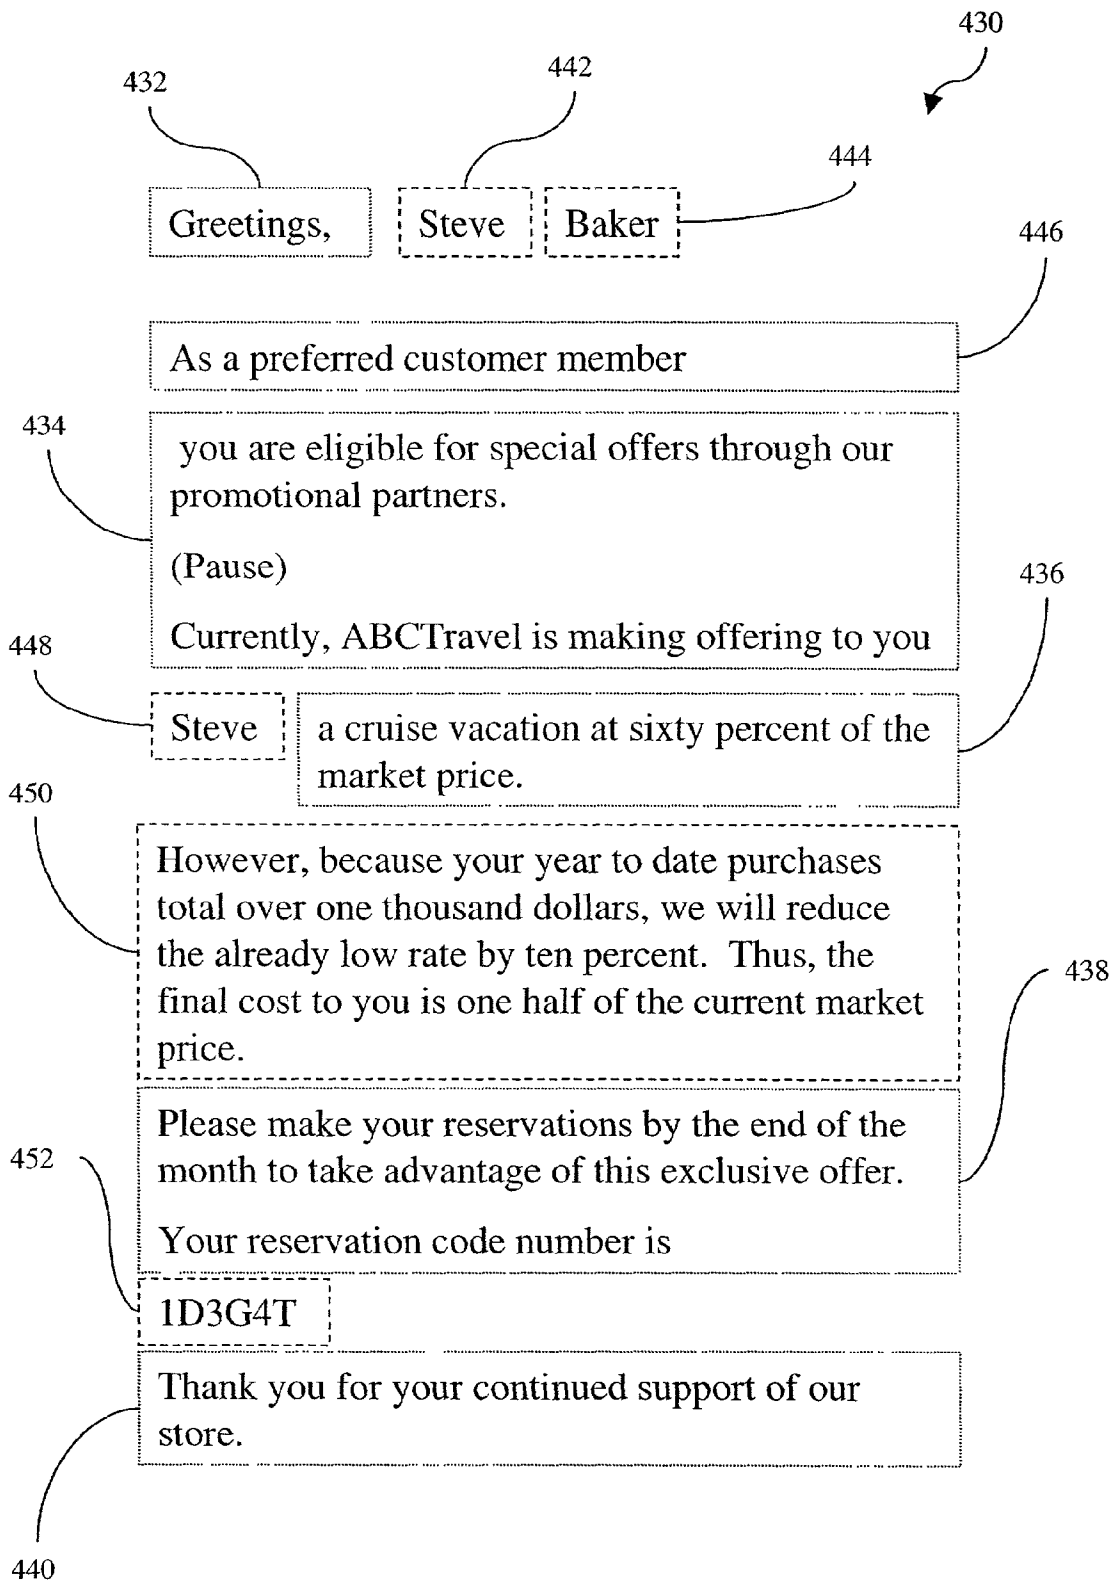 430
432
442
444
Greetings, Steve Baker
446
As a preferred customer member
434
you are eligible for special offers through our
promotional partners.
(Pause)
436
Currently, ABCTravel is making offering to you
448
Steve a cruise vacation at sixty percent of the
market price.
450
However, because your year to date purchases
total over one thousand dollars, we will reduce
the already low rate by ten percent.  Thus, the
438
final cost to you is one half of the current market
price.
Please make your reservations by the end of the
452
month to take advantage of this exclusive offer.
Your reservation code number is
1D3G4T
Thank you for your continued support of our
store.
440